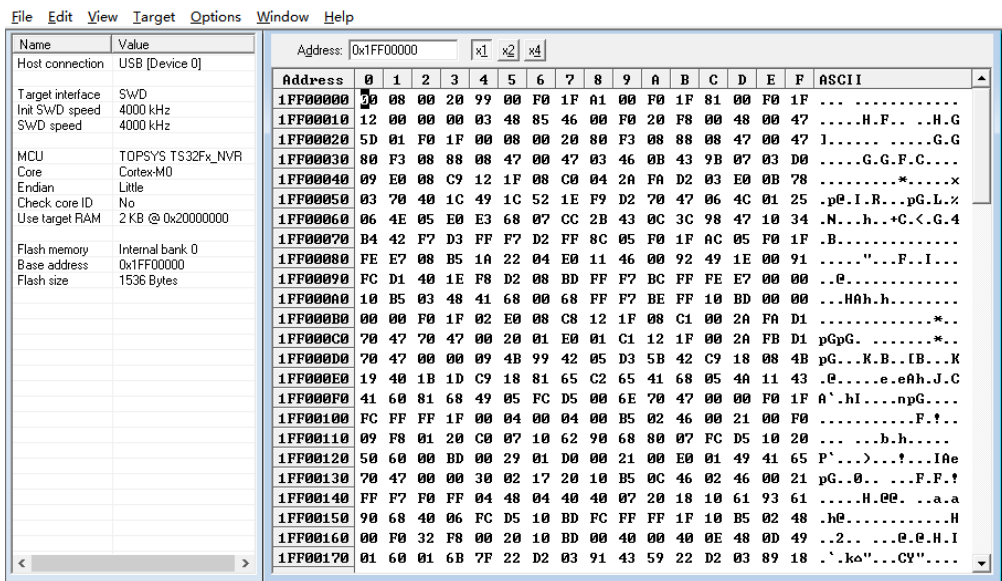 File Edit View Target Options Window Help
Name Value
Host connection USB [Device 0]
Target interface SWD
Init SWD speed 4000 kHz
SWD speed 4000 kHz
MCU TOPSYS TS32Fx_NVR
Core Cortex-M0
Endian Little
Check core ID No
Use target RAM 2 KB @ 0x20000000
Flash memory Internal bank 0
Base address 0x1FF00000
Flash size 1536 Bytes
Address: 0x1FF00000 x1 x2 x4
Address 0 1 2 3 4 5 6 7 8 9 A B C D E F ASCII
1FF00000 00 08 00 20 99 00 F0 1F A1 00 F0 1F 81 00 F0 1F ... ............
1FF00010 12 00 00 00 03 48 85 46 00 F0 20 F8 00 48 00 47 .....H.F.. ..H.G
1FF00020 5D 01 F0 1F 00 08 00 20 80 F3 08 88 08 47 00 47 ]...... .....G.G
1FF00030 80 F3 08 88 08 47 00 47 03 46 0B 43 9B 07 03 D0 .....G.G.F.C....
1FF00040 09 E0 08 C9 12 1F 08 C0 04 2A FA D2 03 E0 0B 78 .........*.....x
1FF00050 03 70 40 1C 49 1C 52 1E F9 D2 70 47 06 4C 01 25 .p@.I.R...pG.L.%
1FF00060 06 4E 05 E0 E3 68 07 CC 2B 43 0C 3C 98 47 10 34 .N...h..+C.<.G.4
1FF00070 B4 42 F7 D3 FF F7 D2 FF 8C 05 F0 1F AC 05 F0 1F .B..............
1FF00080 FE E7 08 B5 1A 22 04 E0 11 46 00 92 49 1E 00 91 ....."...F..I...
1FF00090 FC D1 40 1E F8 D2 08 BD FF F7 BC FF FE E7 00 00 ..@.............
1FF000A0 10 B5 03 48 41 68 00 68 FF F7 BE FF 10 BD 00 00 ...HAh.h........
1FF000B0 00 00 F0 1F 02 E0 08 C8 12 1F 08 C1 00 2A FA D1 .............*..
1FF000C0 70 47 70 47 00 20 01 E0 01 C1 12 1F 00 2A FB D1 pGpG. .......*..
1FF000D0 70 47 00 00 09 4B 99 42 05 D3 5B 42 C9 18 08 4B pG...K.B..[B...K
1FF000E0 19 40 1B 1D C9 18 81 65 C2 65 41 68 05 4A 11 43 .@.....e.eAh.J.C
1FF000F0 41 60 81 68 49 05 FC D5 00 6E 70 47 00 00 F0 1F A`.hI....npG....
1FF00100 FC FF FF 1F 00 04 00 04 00 B5 02 46 00 21 00 F0 ...........F.!..
1FF00110 09 F8 01 20 C0 07 10 62 90 68 80 07 FC D5 10 20 ... ...b.h..... 
1FF00120 50 60 00 BD 00 29 01 D0 00 21 00 E0 01 49 41 65 P`...)...!...IAe
1FF00130 70 47 00 00 30 02 17 20 10 B5 0C 46 02 46 00 21 pG..0.. ...F.F.!
1FF00140 FF F7 F0 FF 04 48 04 40 40 07 20 18 10 61 93 61 .....H.@@. ..a.a
1FF00150 90 68 40 06 FC D5 10 BD FC FF FF 1F 10 B5 02 48 .h@............H
1FF00160 00 F0 32 F8 00 20 10 BD 00 40 00 40 0E 48 0D 49 ..2.. ...@.@.H.I
1FF00170 01 60 01 6B 7F 22 D2 03 91 43 59 22 D2 03 89 18 .`.k⌂"...CY"....